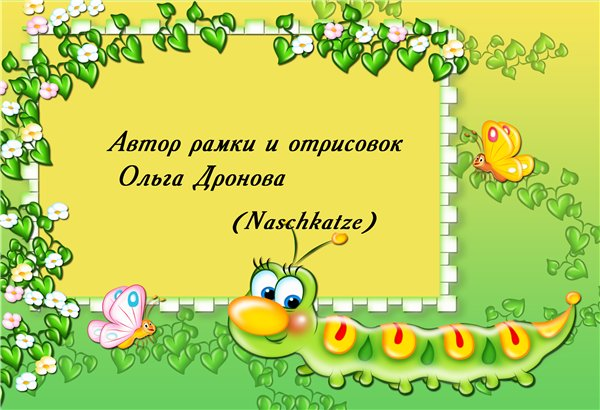 Автор рамки и отрисовок
Ольга Дронова
(Naschkatze)